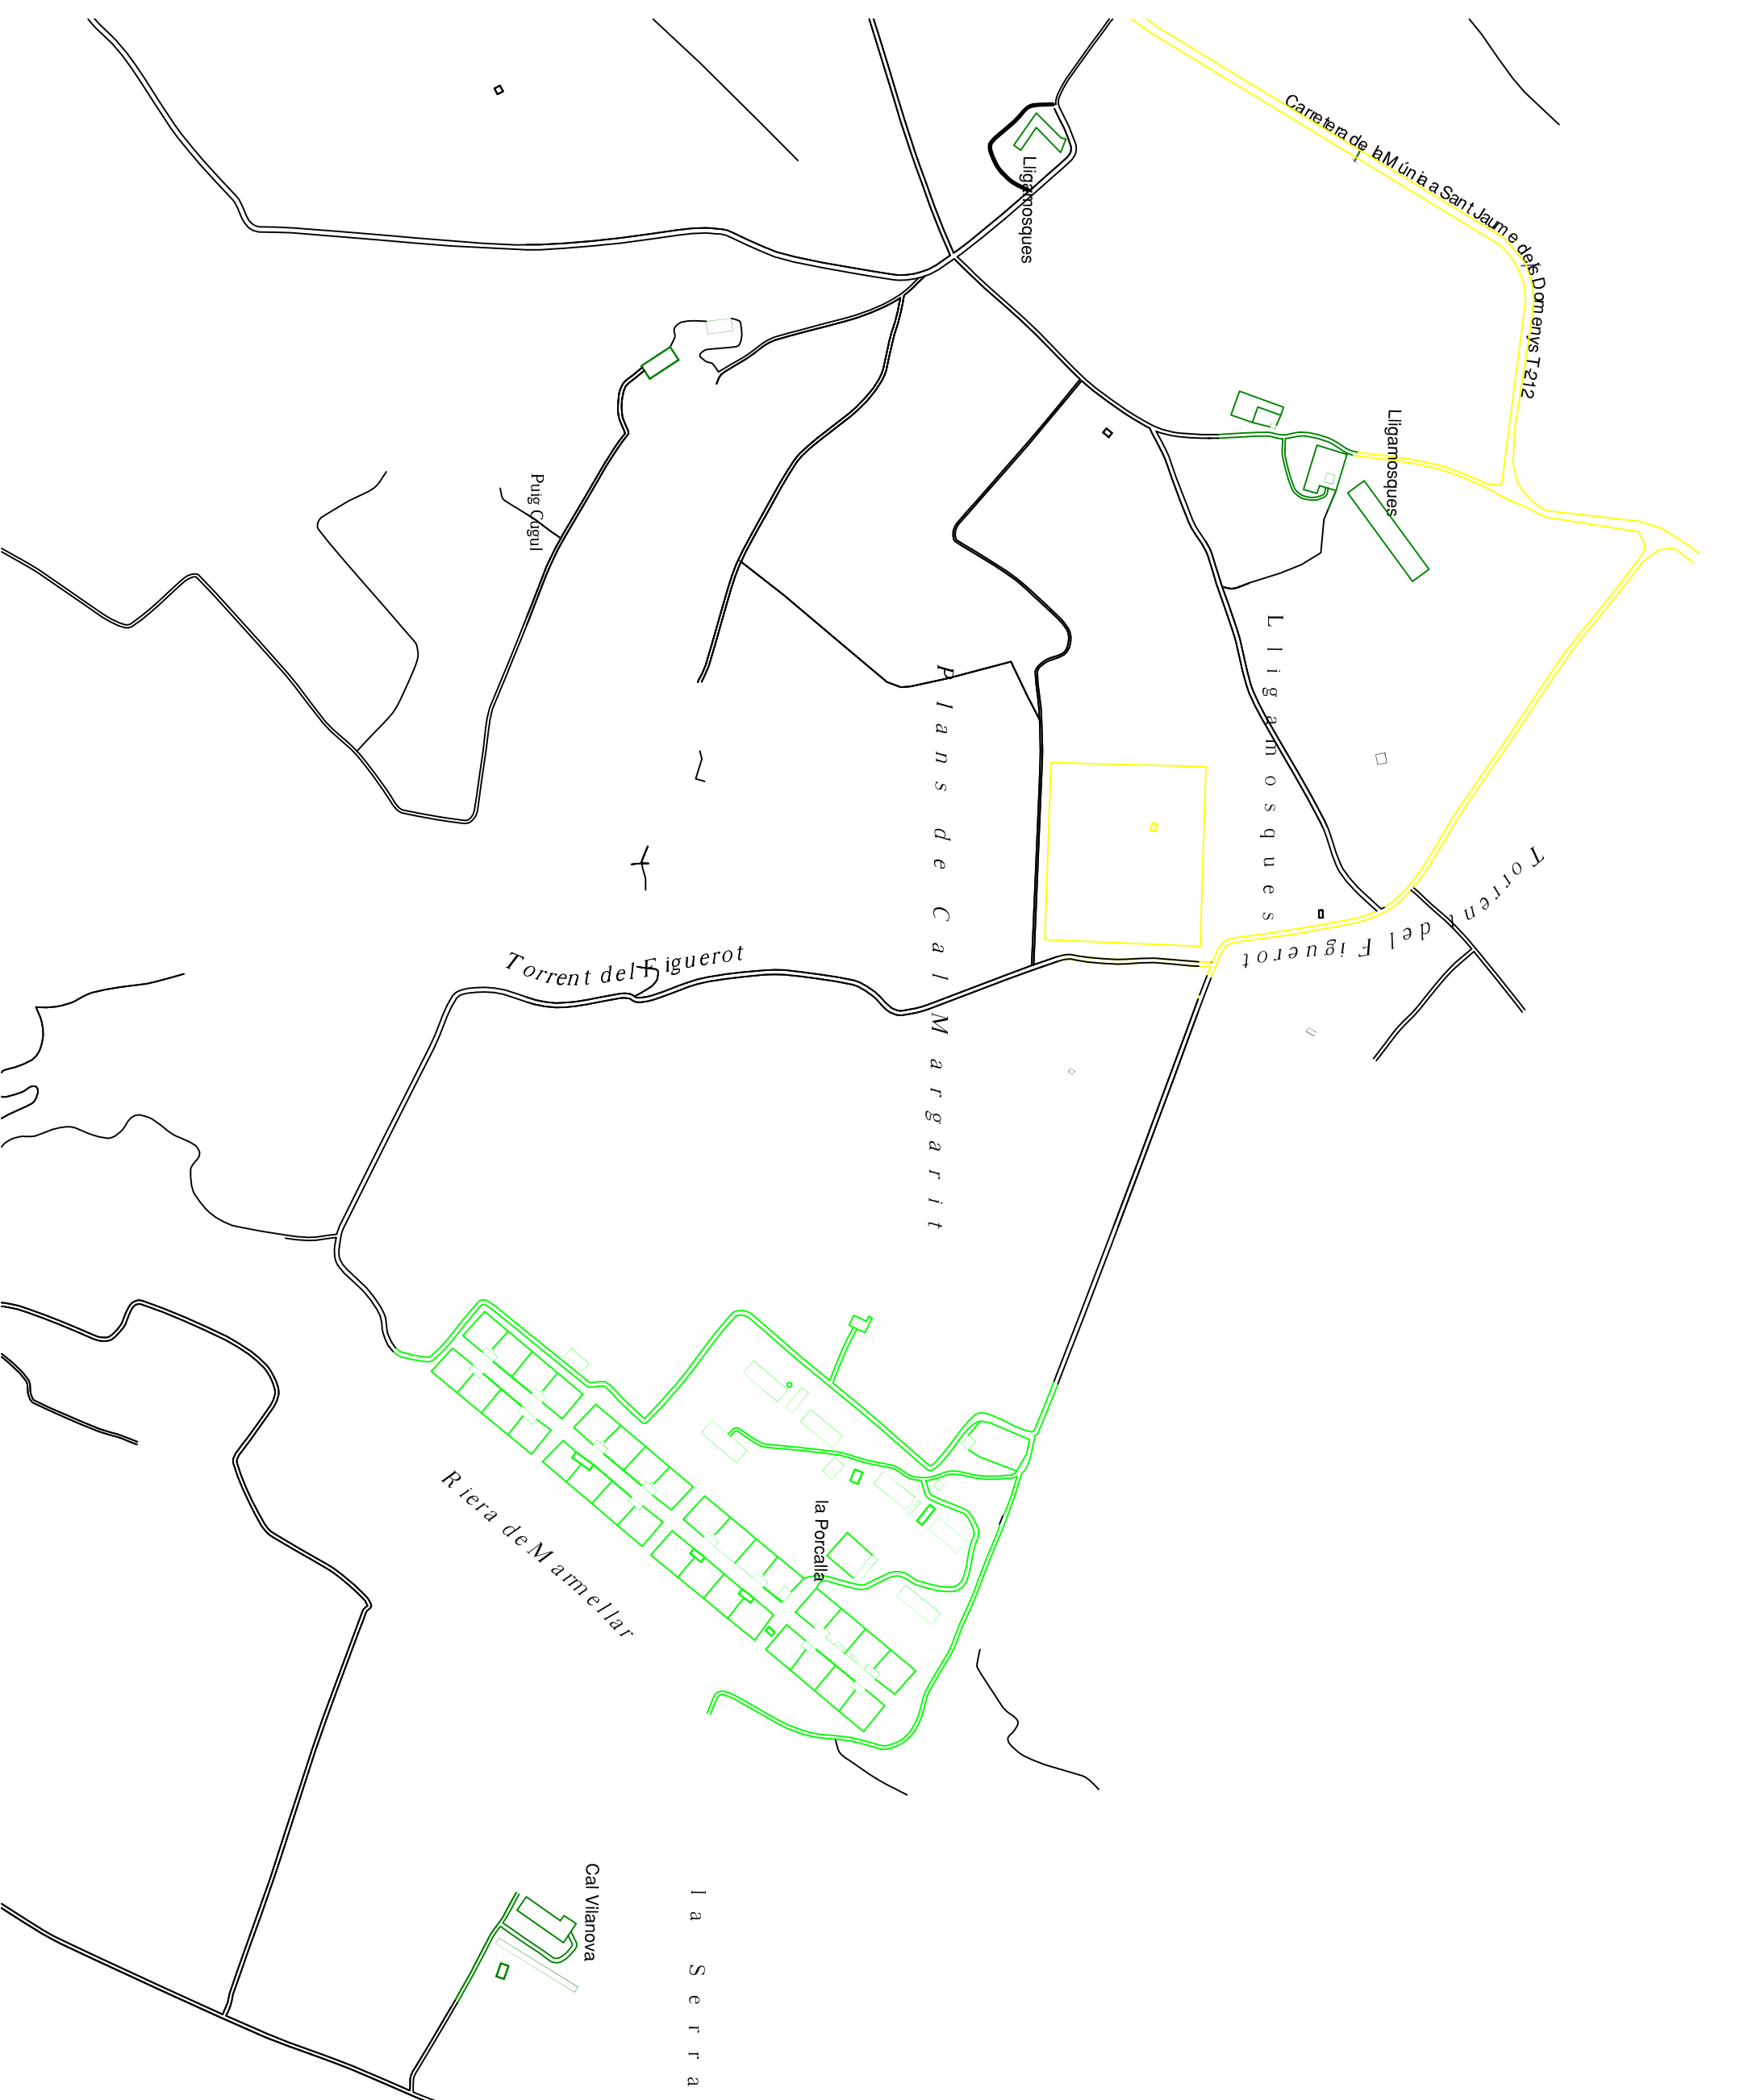 Carretera de la Múnia a Sant Jaume dels Domenys T-212
Lligamosques
Lligamosques
Puig Cugul
Lligamosques
Plans de Cal Margarit
Torrent del Figuerot
Torrent del Figuerot
la Porcalla
Riera de Marmellar
Cal Vilanova
la Serra